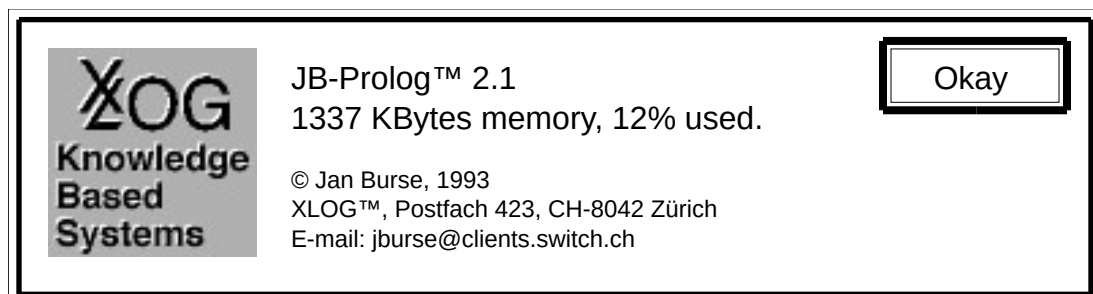 XLOG
Knowledge
Based
Systems
JB-Prolog™ 2.1
1337 KBytes memory, 12% used.
© Jan Burse, 1993
XLOG™, Postfach 423, CH-8042 Zürich
E-mail: jburse@clients.switch.ch
Okay